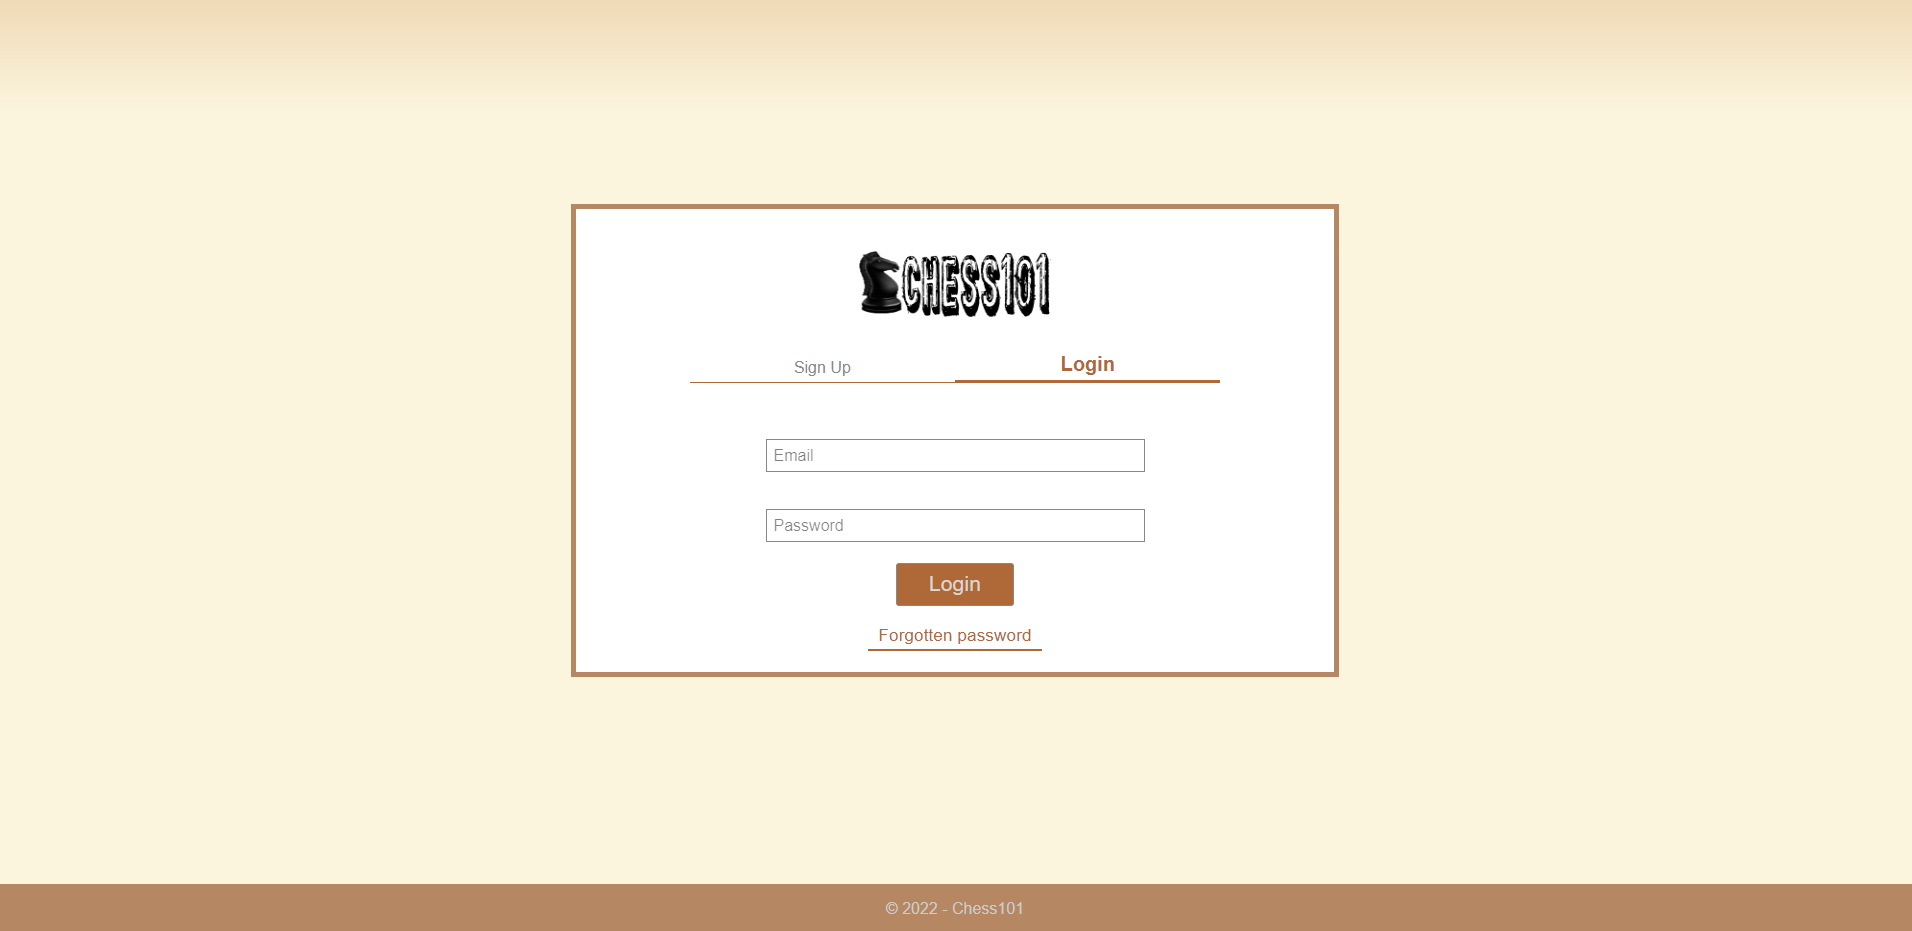 CHESS101
Sign Up
Login
Email
Password
Login
Forgotten password
© 2022 - Chess101